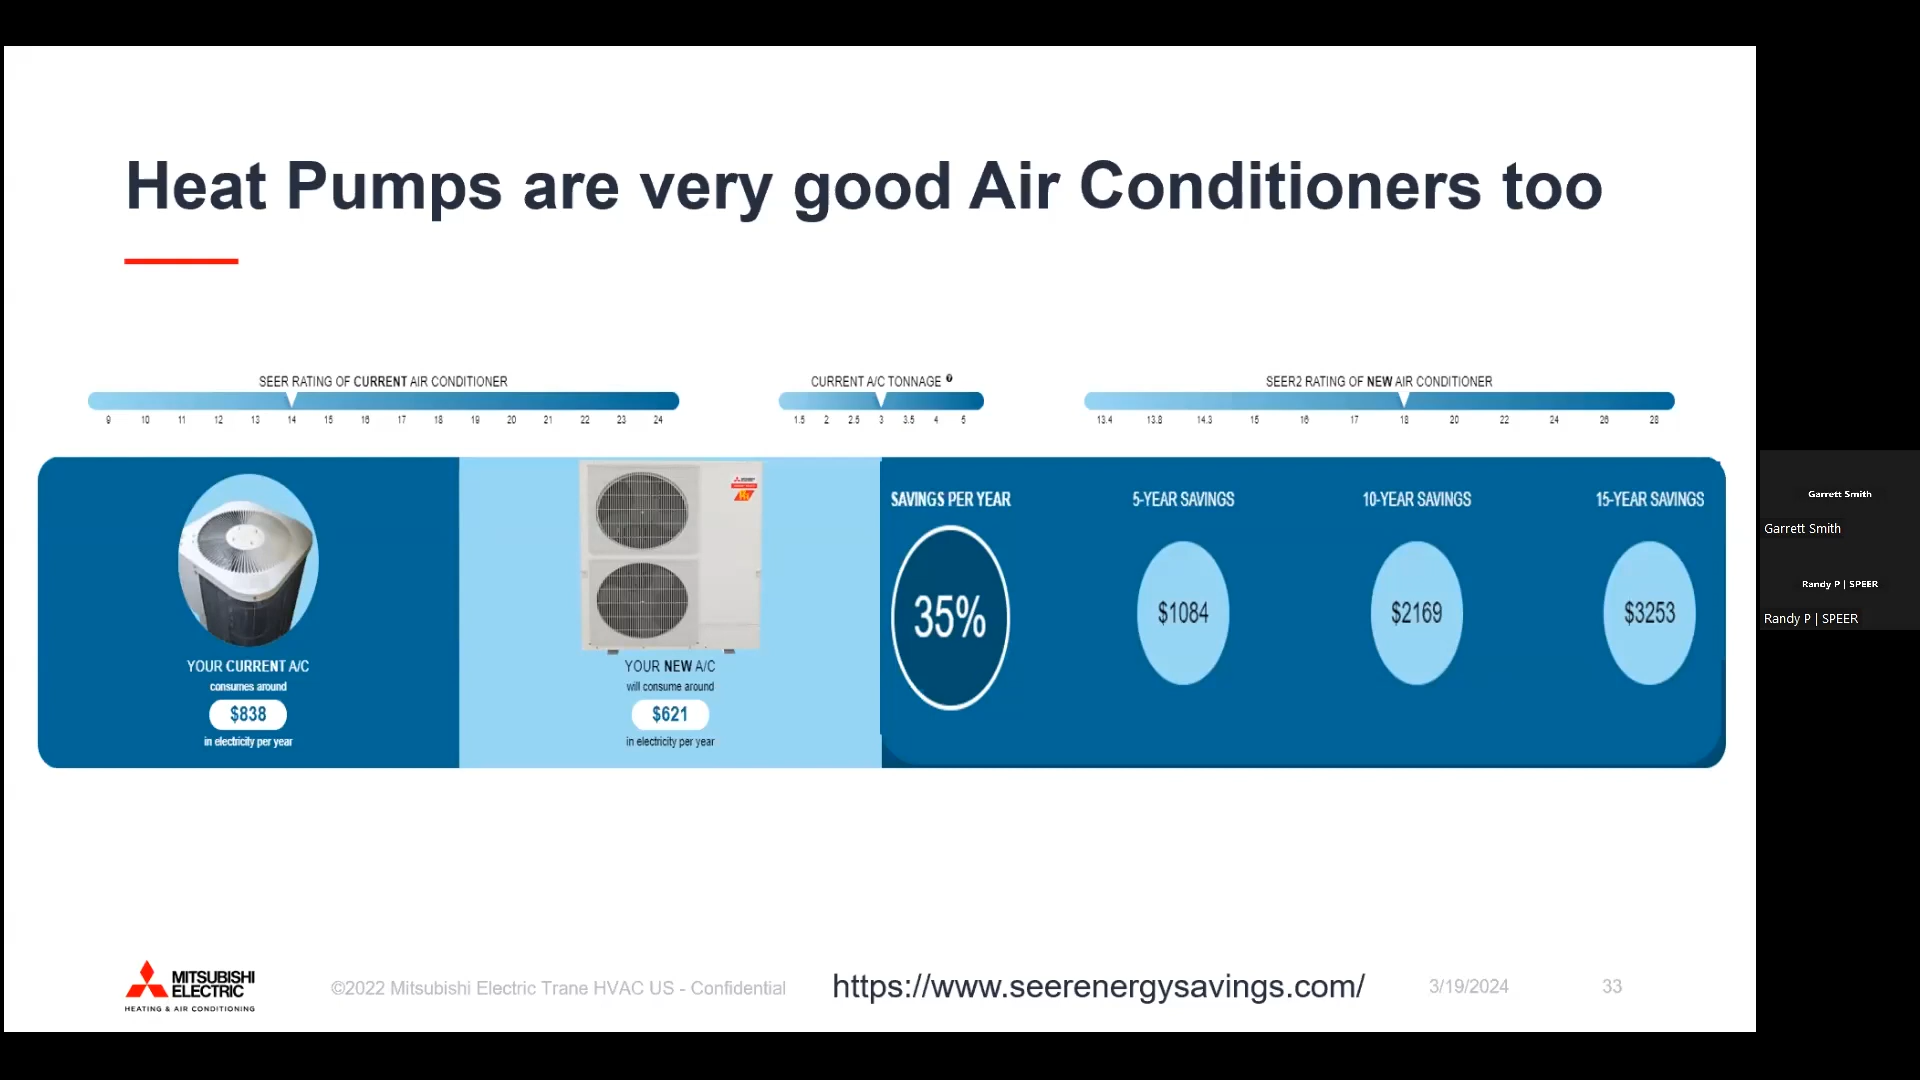 Heat Pumps are very good Air Conditioners too
SEER RATING OF CURRENT AIR CONDITIONER
9 10 11 12 13 14 15 16 17 18 19 20 21 22 23 24
CURRENT A/C TONNAGE
1.5 2 2.5 3 3.5 4 5
SEER2 RATING OF NEW AIR CONDITIONER
13.4 13.8 14.3 15 16 17 18 20 22 24 26 28
YOUR CURRENT A/C
consumes around
$838
in electricity per year
YOUR NEW A/C
will consume around
$621
in electricity per year
SAVINGS PER YEAR
35%
5-YEAR SAVINGS
$1084
10-YEAR SAVINGS
$2169
15-YEAR SAVINGS
$3253
MITSUBISHI
ELECTRIC
HEATING & AIR CONDITIONING
©2022 Mitsubishi Electric Trane HVAC US - Confidential
https://www.seerenergysavings.com/
3/19/2024
33
Garrett Smith
Garrett Smith
Randy P | SPEER
Randy P | SPEER